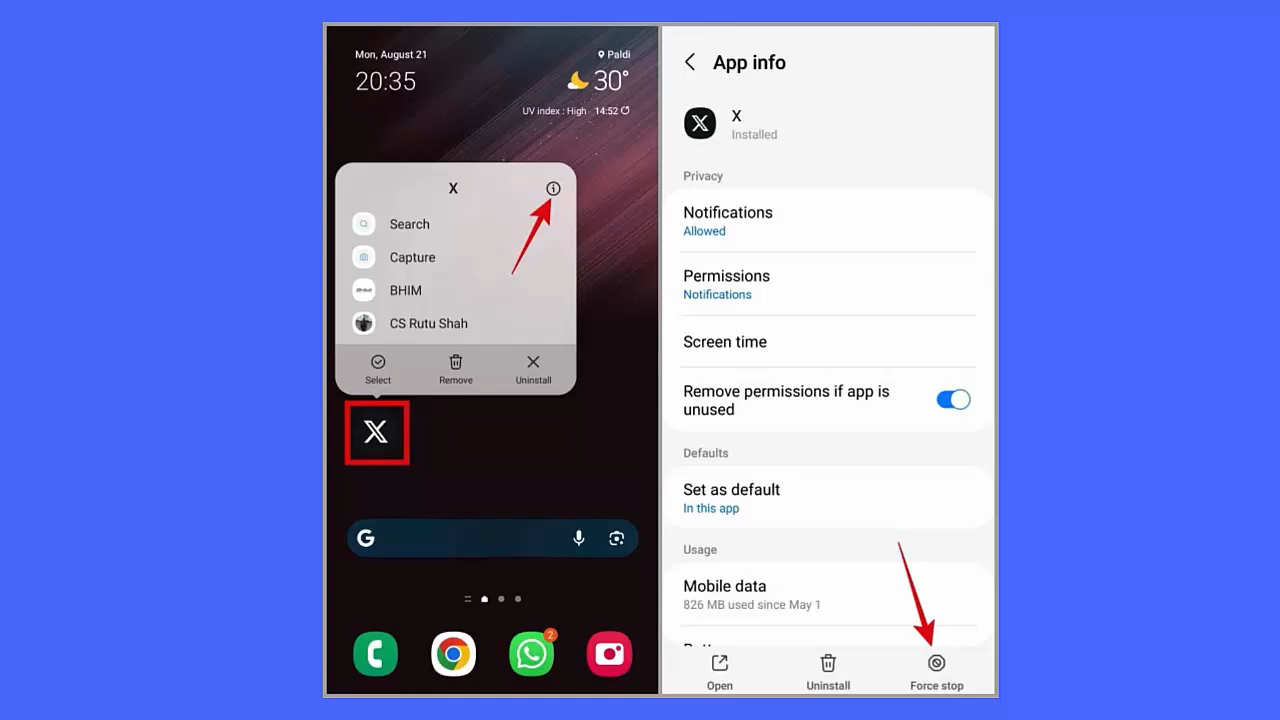 Mon, August 21
Paldi
20:35
30°
UV index : High 14:52
X
Search
Capture
BHIM
CS Rutu Shah
Select
Remove
Uninstall
X
G
2
App info
X
X
Installed
Privacy
Notifications
Allowed
Permissions
Notifications
Screen time
Remove permissions if app is
unused
Defaults
Set as default
In this app
Usage
Mobile data
826 MB used since May 1
Open
Uninstall
Force stop